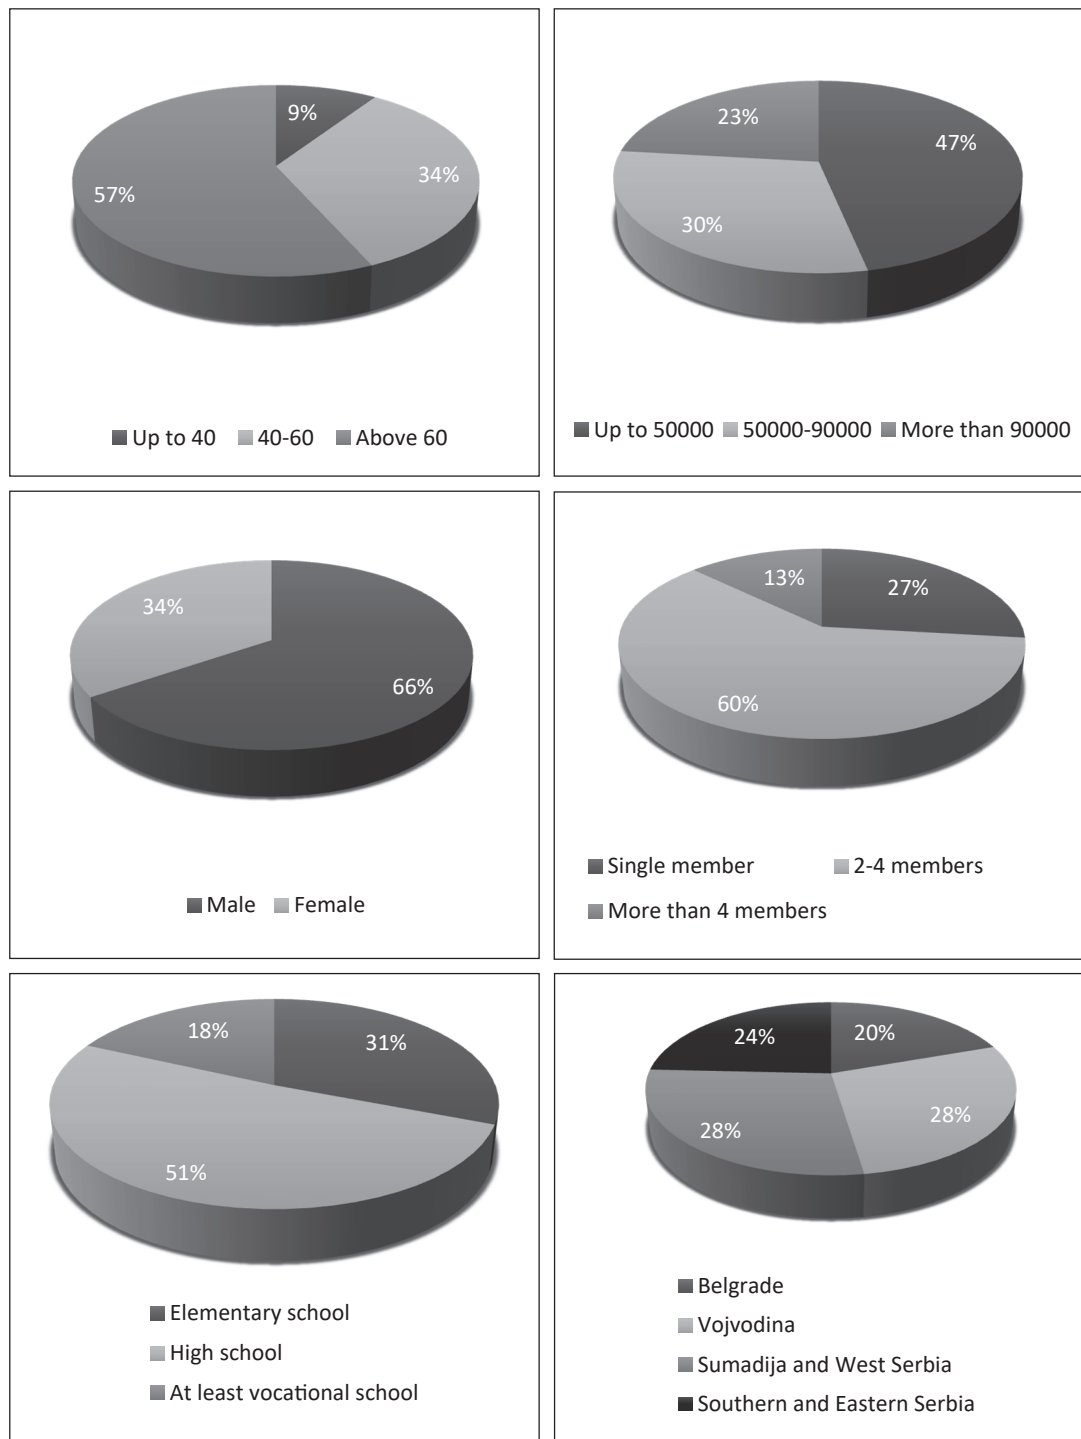 9%
34%
57%
Up to 40 40-60 Above 60
23%
47%
30%
Up to 50000 50000-90000 More than 90000
34%
66%
Male Female
13%
27%
60%
Single member 2-4 members
More than 4 members
18%
31%
51%
Elementary school
High school
At least vocational school
24%
20%
28%
28%
Belgrade
Vojvodina
Sumadija and West Serbia
Southern and Eastern Serbia